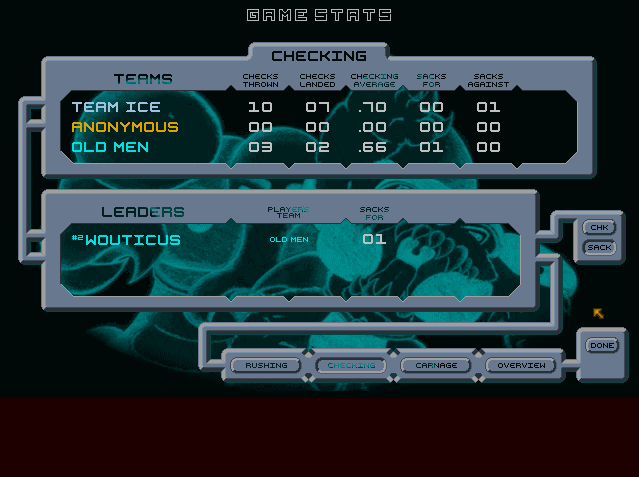 GAME STATS
CHECKING
TEAMS CHECKS THROWN CHECKS LANDED CHECKING AVERAGE SACKS FOR SACKS AGAINST
TEAM ICE 10 07 .70 00 01
ANONYMOUS 00 00 .00 00 00
OLD MEN 03 02 .66 01 00
LEADERS PLAYERS TEAM SACKS FOR
#2 WOUTICUS OLD MEN 01
CHK
SACK
DONE
RUSHING CHECKING CARNAGE OVERVIEW